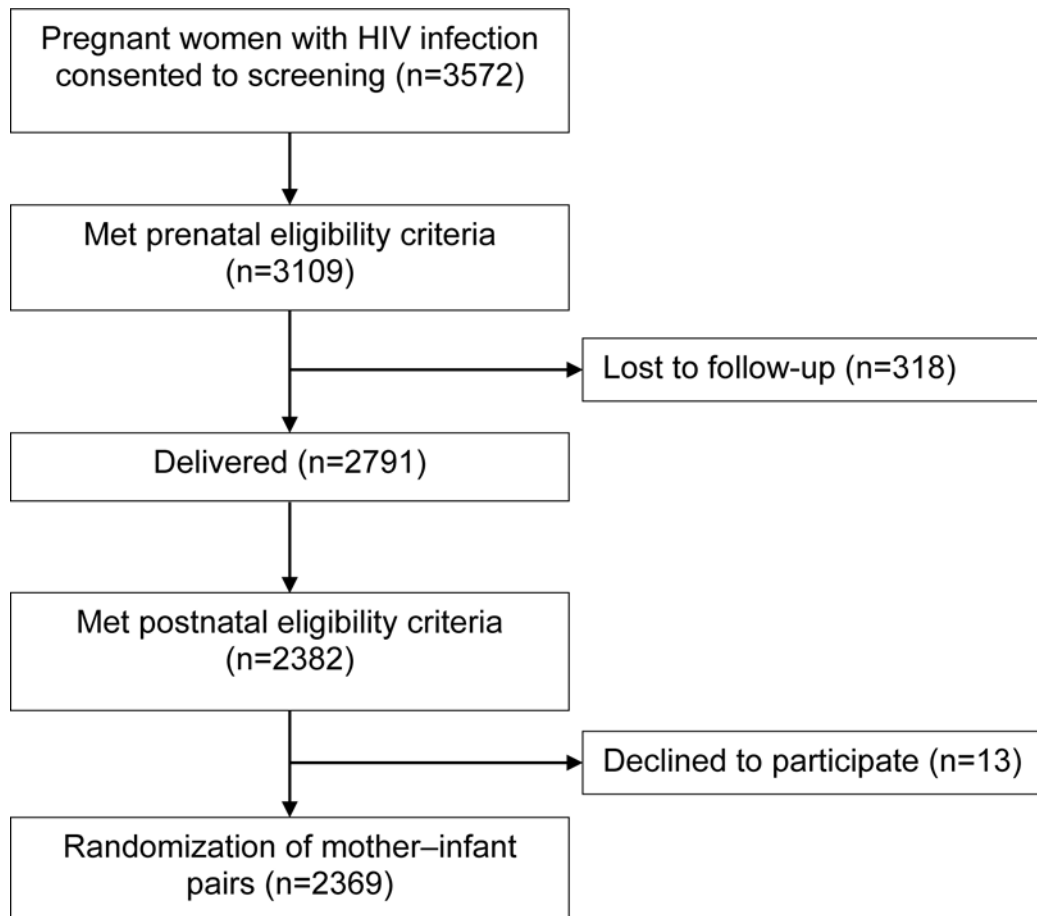 Pregnant women with HIV infection
consented to screening (n=3572)
Met prenatal eligibility criteria
(n=3109)
Lost to follow-up (n=318)
Delivered (n=2791)
Met postnatal eligibility criteria
(n=2382)
Declined to participate (n=13)
Randomization of mother–infant
pairs (n=2369)